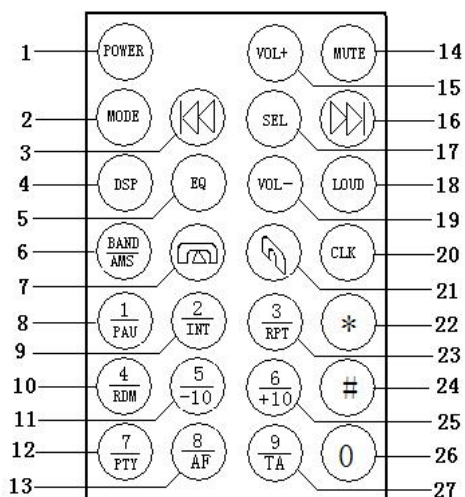 1 POWER VOL+ MUTE 14
15
2 MODE SEL 16
3 17
4 DSP EQ VOL- LOUD 18
5 19
6 BAND/AMS CLK 20
7 21
8 1/PAU 2/INT 3/RPT * 22
9 23
10 4/RDM 5/-10 6/+10 # 24
11 25
12 7/PTY 8/AF 9/TA 0 26
13 27